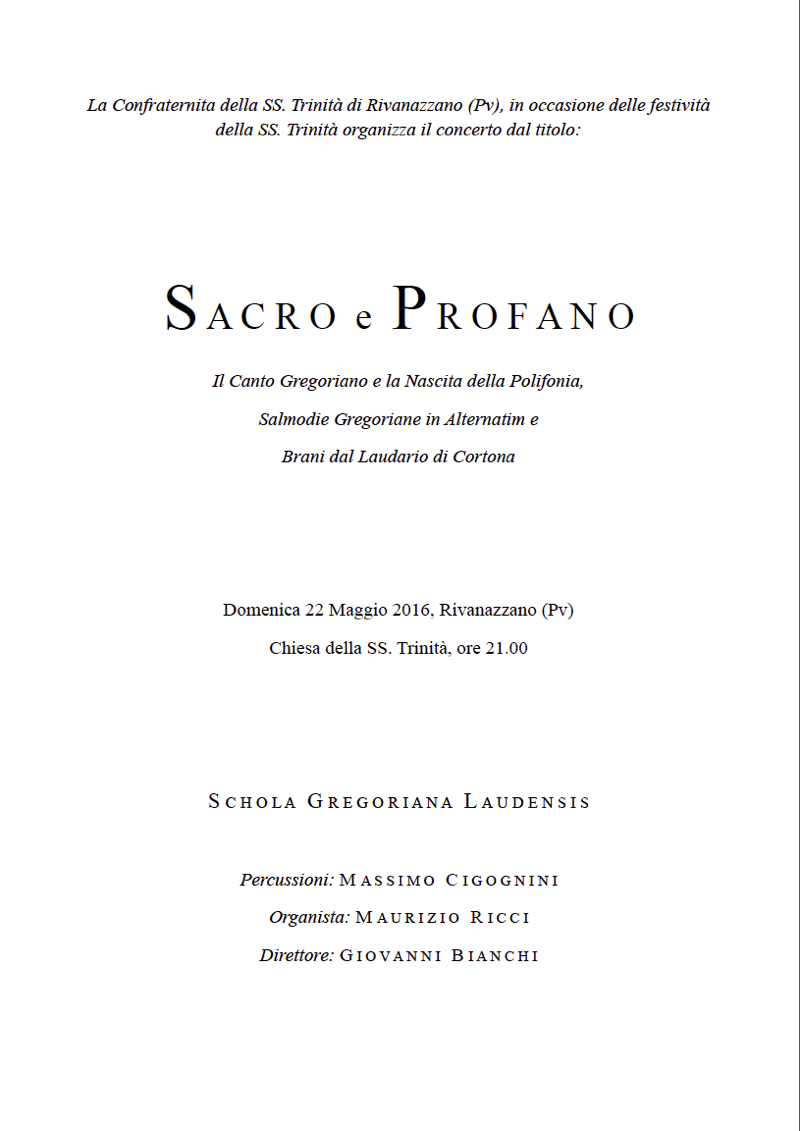 La Confraternita della SS. Trinità di Rivanazzano (Pv), in occasione delle festività
della SS. Trinità organizza il concerto dal titolo:
SACRO e PROFANO
Il Canto Gregoriano e la Nascita della Polifonia,
Salmodie Gregoriane in Alternatim e
Brani dal Laudario di Cortona
Domenica 22 Maggio 2016, Rivanazzano (Pv)
Chiesa della SS. Trinità, ore 21.00
SCHOLA GREGORIANA LAUDENSIS
Percussioni: MASSIMO CIGOGNINI
Organista: MAURIZIO RICCI
Direttore: GIOVANNI BIANCHI